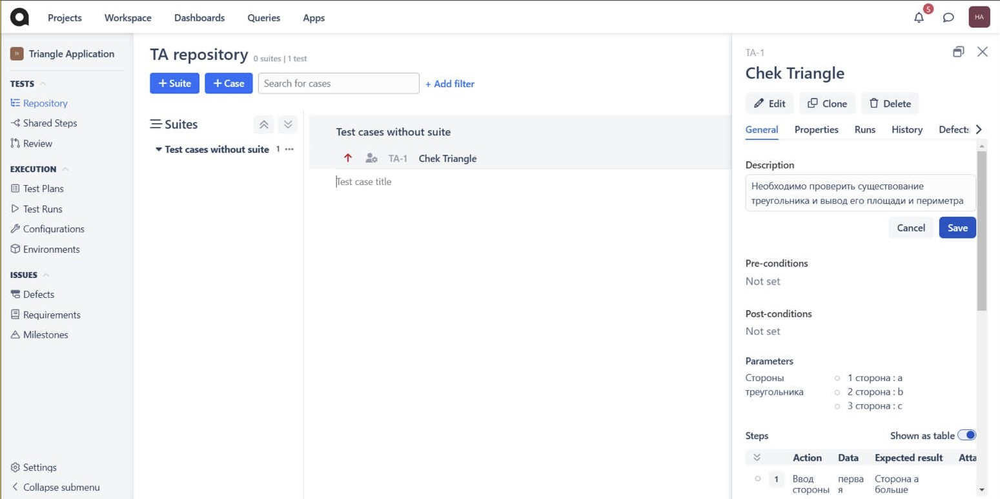 Projects Workspace Dashboards Queries Apps 5 HA
TA Triangle Application
TESTS
Repository
Shared Steps
Review
EXECUTION
Test Plans
Test Runs
Configurations
Environments
ISSUES
Defects
Requirements
Milestones
Settings
Collapse submenu
TA repository 0 suites | 1 test
+ Suite + Case Search for cases + Add filter
Suites
Test cases without suite 1 ···
Test cases without suite
TA-1 Chek Triangle
Test case title
TA-1
Chek Triangle
Edit Clone Delete
General Properties Runs History Defects
Description
Необходимо проверить существование
треугольника и вывод его площади и периметра
Cancel Save
Pre-conditions
Not set
Post-conditions
Not set
Parameters
Стороны
треугольника
1 сторона : a
2 сторона : b
3 сторона : c
Steps Shown as table
Action Data Expected result Atta
1 Ввод перва Сторона a
стороны я больше